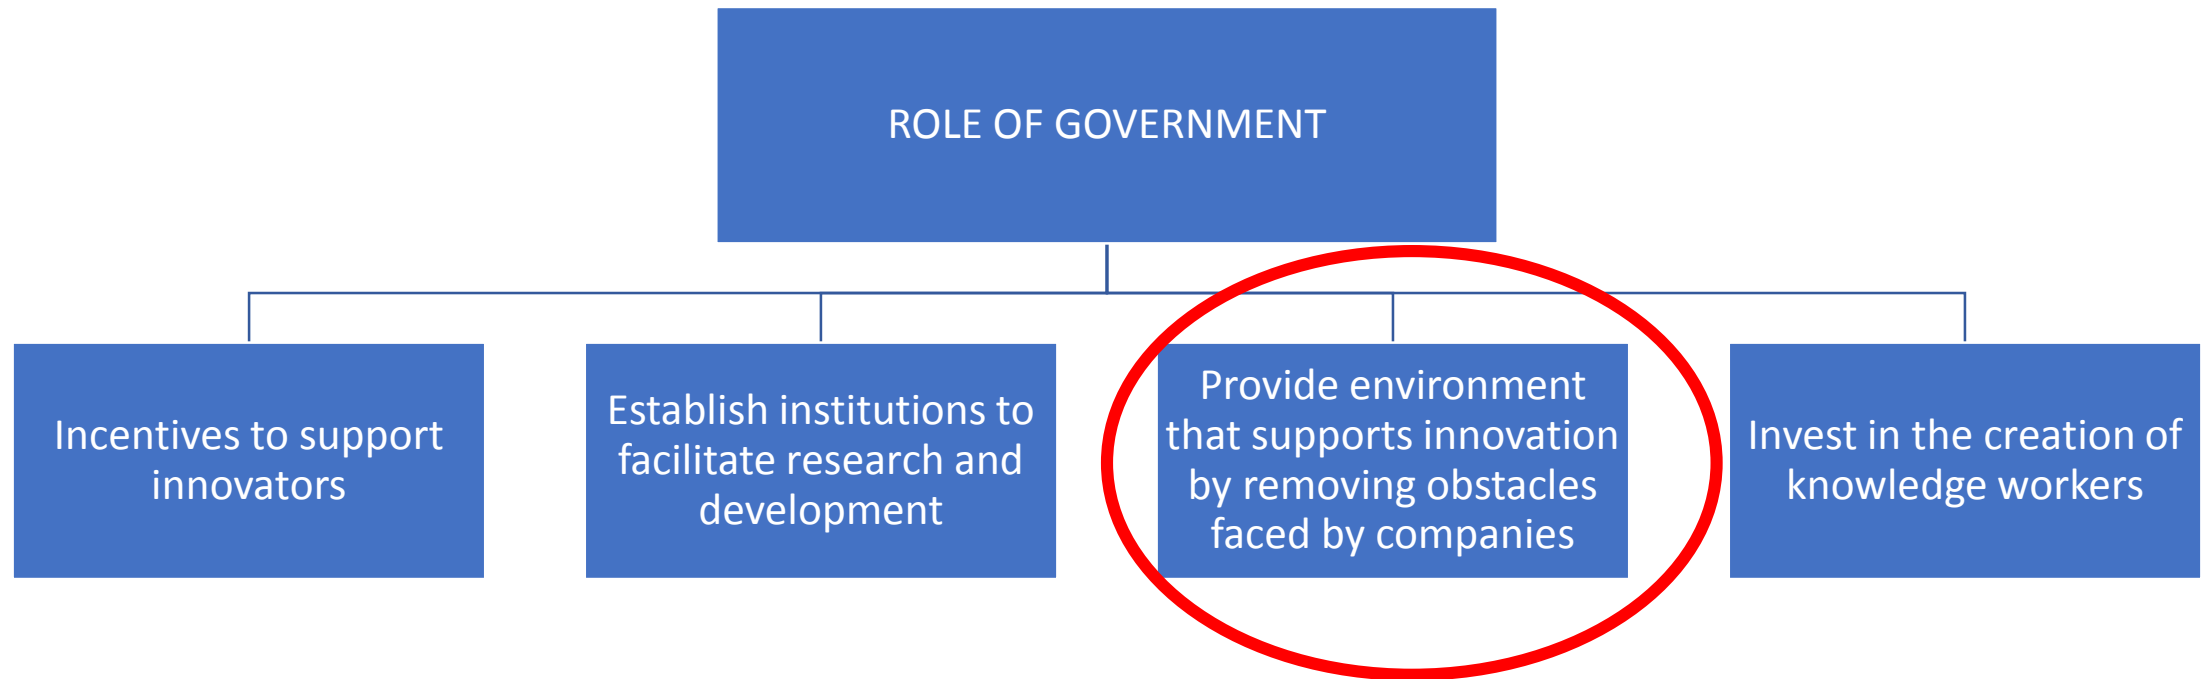 ROLE OF GOVERNMENT
Incentives to support
innovators
Establish institutions to
facilitate research and
development
Provide environment
that supports innovation
by removing obstacles
faced by companies
Invest in the creation of
knowledge workers